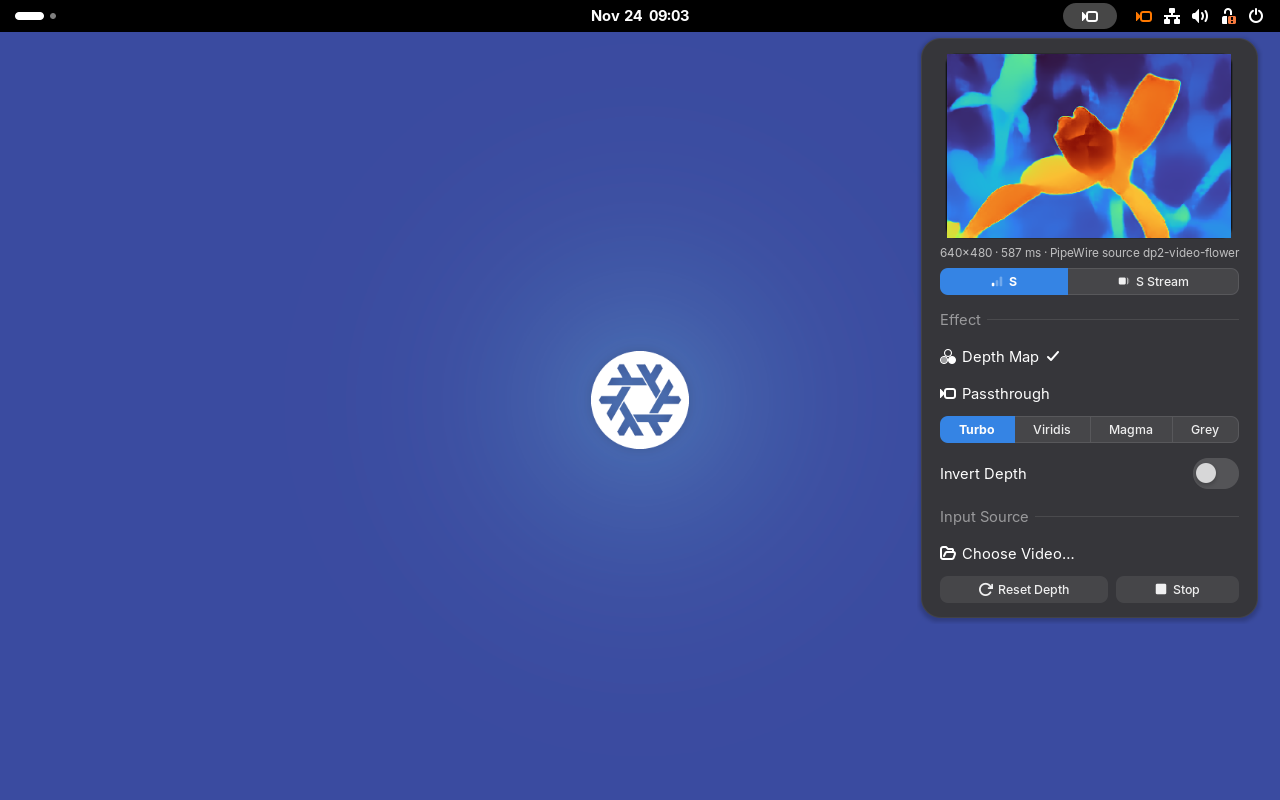 Nov 24 09:03
640×480 · 587 ms · PipeWire source dp2-video-flower
S
S Stream
Effect
Depth Map
Passthrough
Turbo
Viridis
Magma
Grey
Invert Depth
Input Source
Choose Video…
Reset Depth
Stop